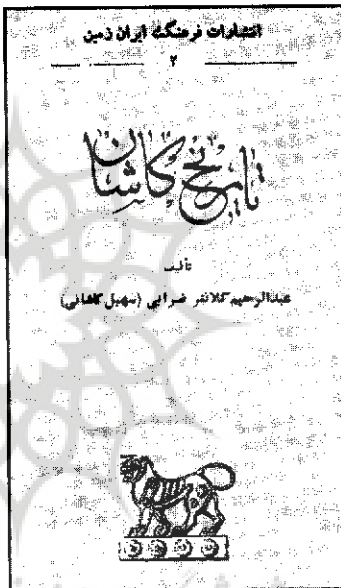 انتشارات فرهنگ ایران زمین
۲
تاریخ کاشان
تألیف
عبدالرحیم کلانتر ضرابی (سهیل کاشانی)